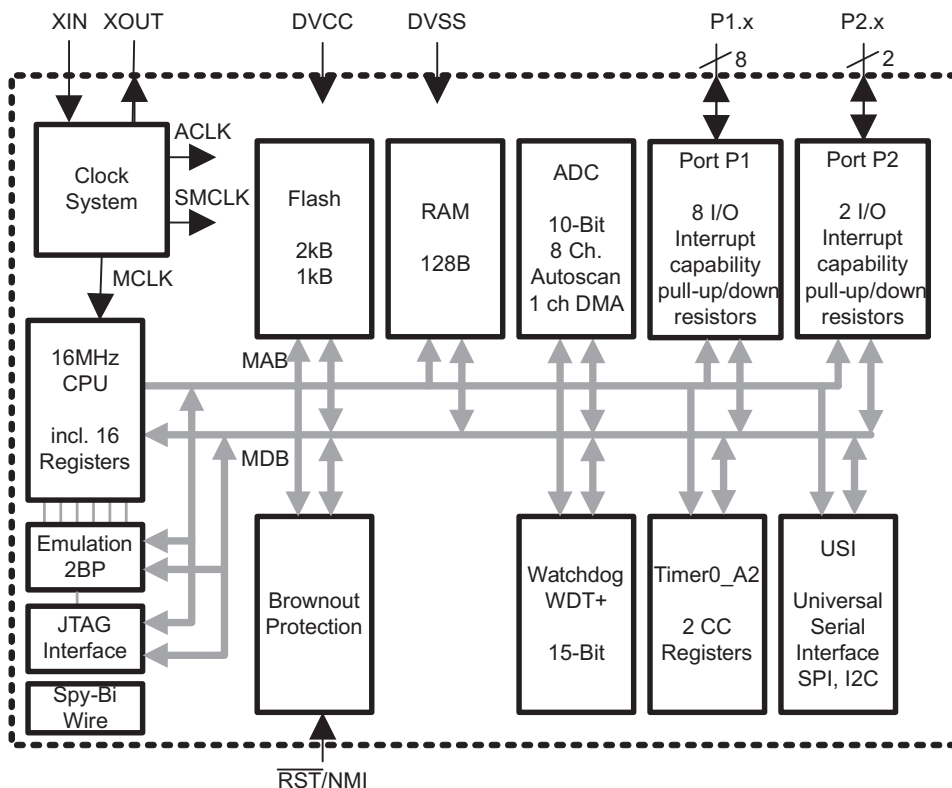 XIN XOUT DVCC DVSS P1.x P2.x
8 2
Clock
System
ACLK
SMCLK
MCLK
Flash
2kB
1kB
RAM
128B
ADC
10-Bit
8 Ch.
Autoscan
1 ch DMA
Port P1
8 I/O
Interrupt
capability
pull-up/down
resistors
Port P2
2 I/O
Interrupt
capability
pull-up/down
resistors
16MHz
CPU
incl. 16
Registers
MAB
MDB
Emulation
2BP
JTAG
Interface
Spy-Bi
Wire
Brownout
Protection
Watchdog
WDT+
15-Bit
Timer0_A2
2 CC
Registers
USI
Universal
Serial
Interface
SPI, I2C
RST/NMI